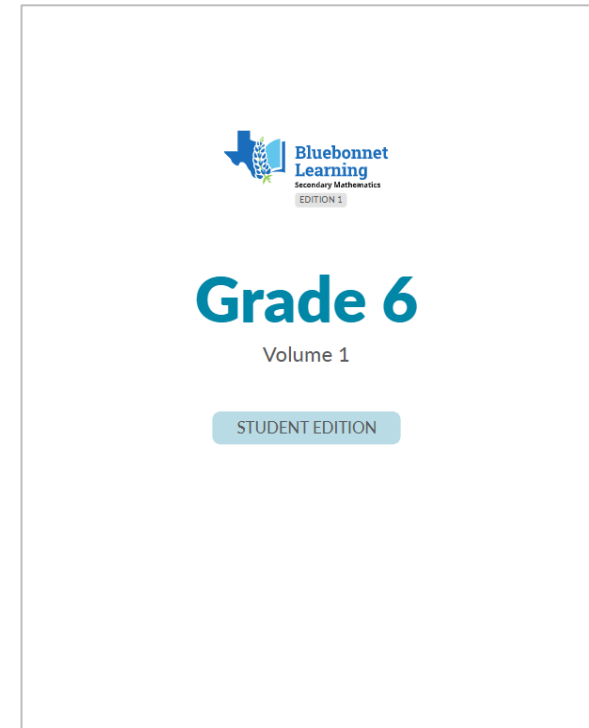 Bluebonnet
Learning
Secondary Mathematics
EDITION 1
Grade 6
Volume 1
STUDENT EDITION